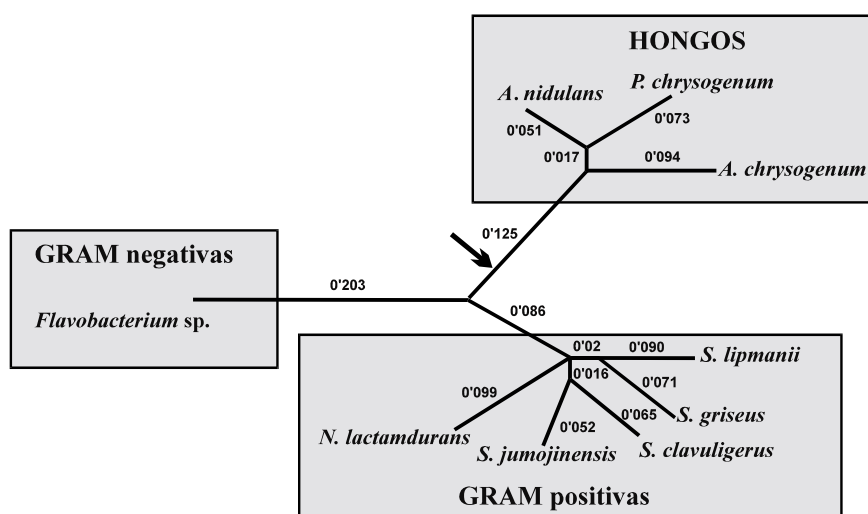 HONGOS
P. chrysogenum
A. nidulans
0'051
0'073
0'017
0'094
A. chrysogenum
0'125
GRAM negativas
0'203
Flavobacterium sp.
0'086
0'02
0'090
S. lipmanii
0'016
0'071
0'099
0'065
S. griseus
0'052
N. lactamdurans
S. jumojinensis
S. clavuligerus
GRAM positivas